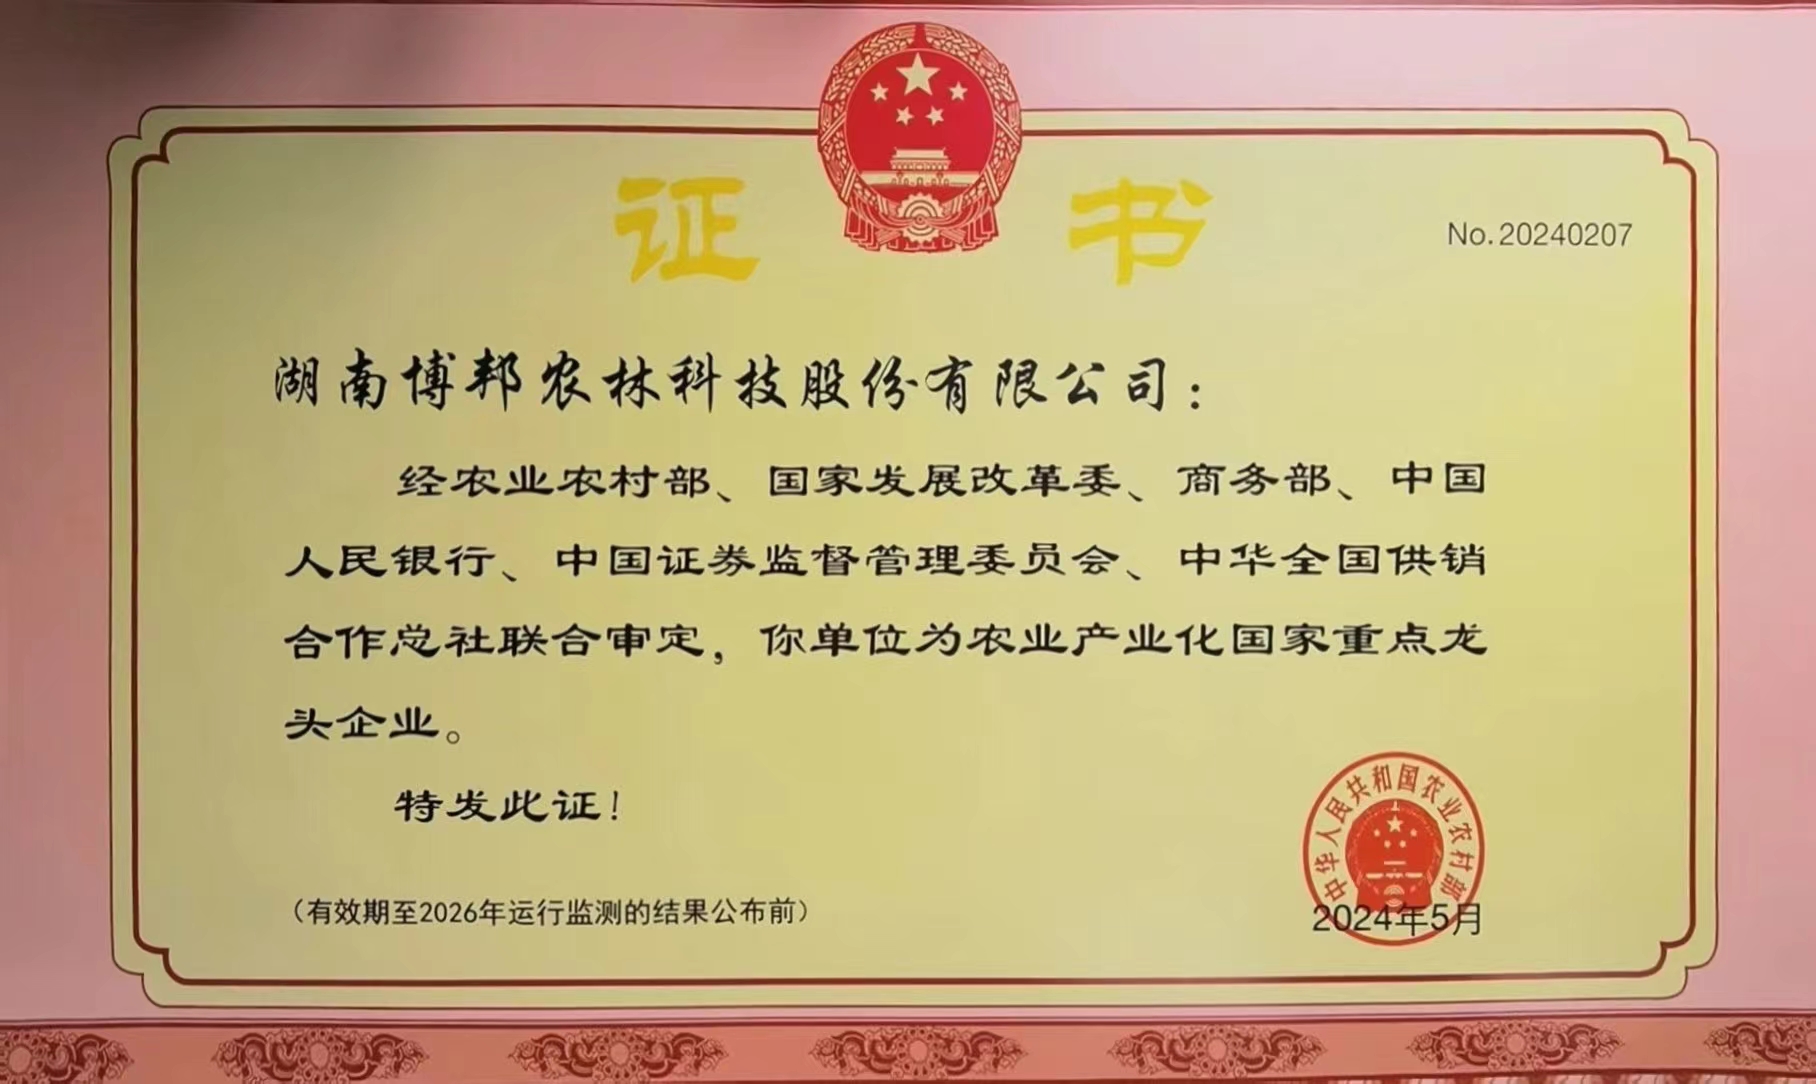 证书
No.20240207
湖南博邦农林科技股份有限公司：
经农业农村部、国家发展改革委、商务部、中国
人民银行、中国证券监督管理委员会、中华全国供销
合作总社联合审定，你单位为农业产业化国家重点龙
头企业。
特发此证！
中华人民共和国农业农村部
（有效期至2026年运行监测的结果公布前）
2024年5月